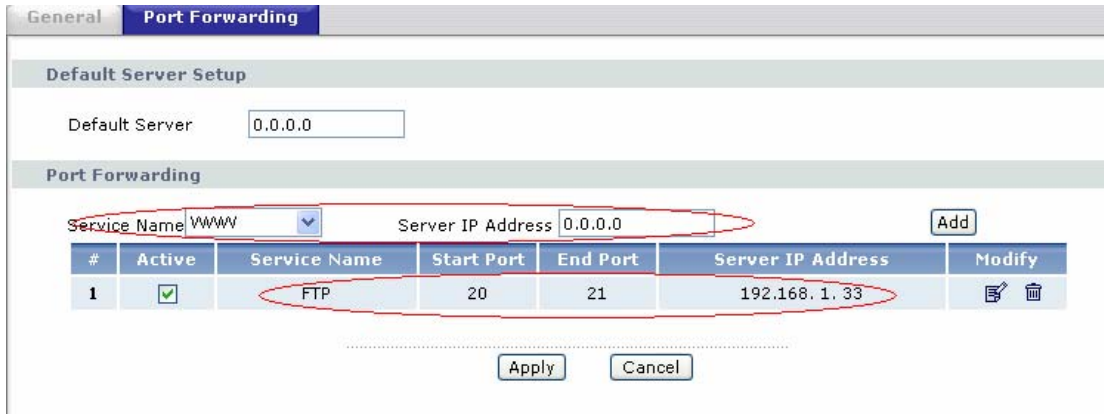 General Port Forwarding
Default Server Setup
Default Server 0.0.0.0
Port Forwarding
Service Name WWW Server IP Address 0.0.0.0 Add
# Active Service Name Start Port End Port Server IP Address Modify
1 FTP 20 21 192.168. 1. 33
Apply Cancel